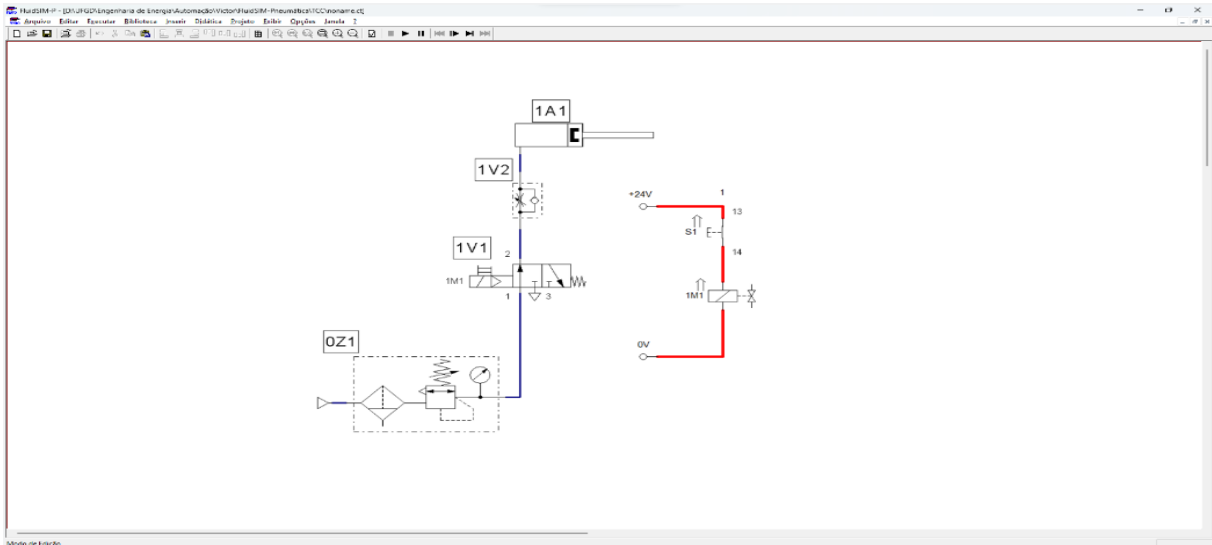 FluidSIM-P - [D:\UFGD\Engenharia de Energia\Automação\Victor\FluidSIM-Pneumática\TCC\noname.ct]
Arquivo Editar Executar Biblioteca Inserir Didática Projeto Exibir Opções Janela ?
1A1
1V2
+24V
1
13
S1
1V1
2
14
1M1
1
3
1M1
0Z1
0V
Modo de Edição